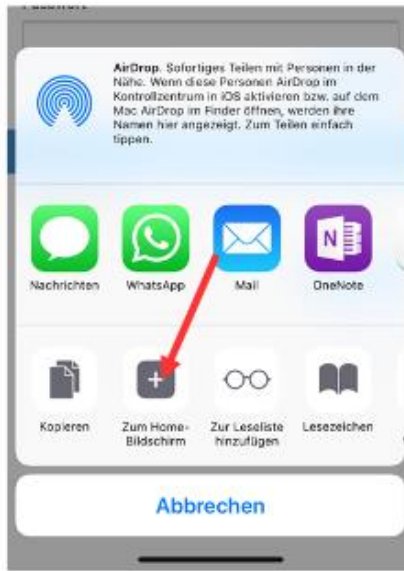 Passwort
AirDrop. Sofortiges Teilen mit Personen in der
Nähe. Wenn diese Personen AirDrop im
Kontrollzentrum in iOS aktivieren bzw. auf dem
Mac AirDrop im Finder öffnen, werden ihre
Namen hier angezeigt. Zum Teilen einfach
tippen.
Nachrichten WhatsApp Mail OneNote
Kopieren Zum Home- Zur Leseliste Lesezeichen
Bildschirm hinzufügen
Abbrechen